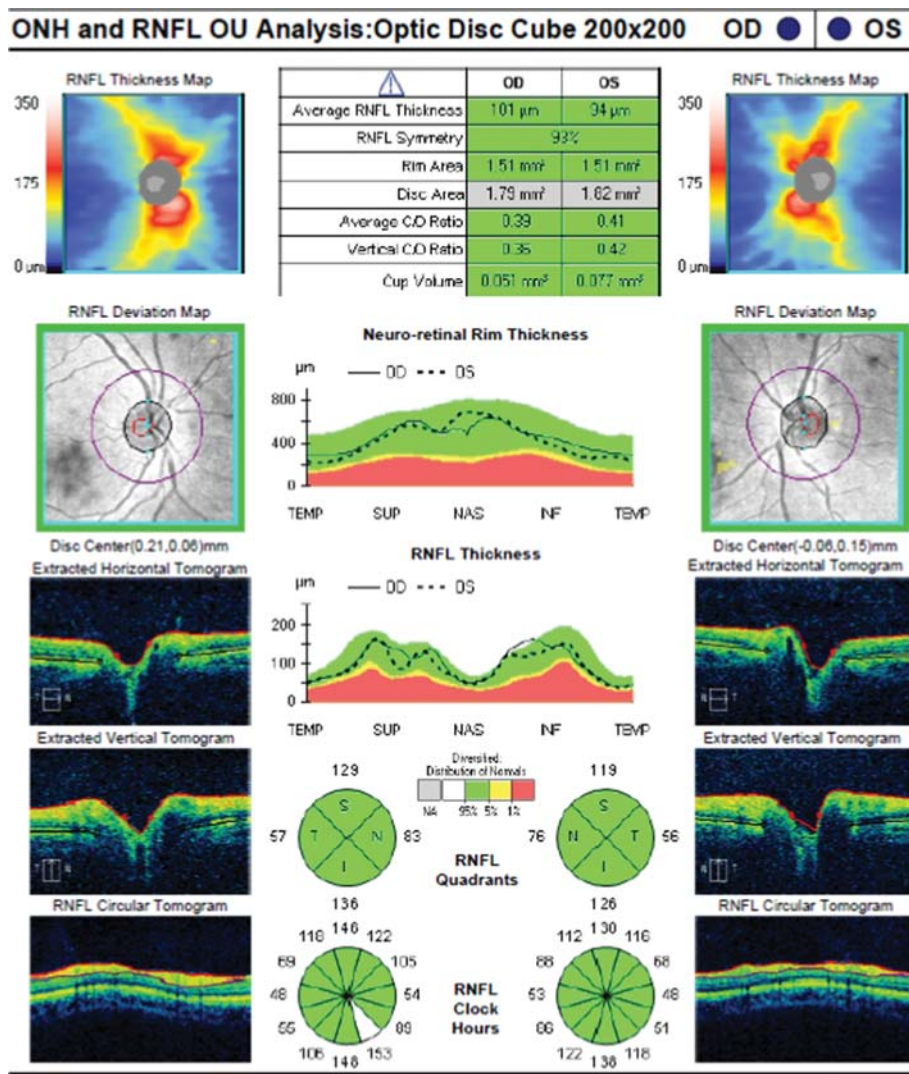 ONH and RNFL OU Analysis:Optic Disc Cube 200x200 OD OS
RNFL Thickness Map
350
175
0 µm
OD OS
Average RNFL Thickness 101 µm 94 µm
RNFL Symmetry 93%
Rim Area 1.51 mm² 1.51 mm²
Disc Area 1.79 mm² 1.82 mm²
Average C/D Ratio 0.39 0.41
Vertical C/D Ratio 0.42
Cup Volume 0.051 mm³ 0.077 mm³
RNFL Thickness Map
350
175
0 µm
RNFL Deviation Map
Disc Center(0.21,0.06)mm
Neuro-retinal Rim Thickness
µm OD OS
800
400
0
TEMP SUP NAS INF TEMP
RNFL Deviation Map
Disc Center(-0.06,0.15)mm
Extracted Horizontal Tomogram
T N
RNFL Thickness
µm OD OS
200
100
0
TEMP SUP NAS INF TEMP
Extracted Horizontal Tomogram
N T
Extracted Vertical Tomogram
Diversified:
Distribution of Normals
NA 95% 5% 1%
Extracted Vertical Tomogram
129
S
57 T N 83
I
136
RNFL
Quadrants
119
S
76 N T 56
I
126
RNFL Circular Tomogram
146
118 122
69 105
48 54
55 89
106 153
148
RNFL
Clock
Hours
130
112 116
88 68
53 48
86 51
122 118
138
RNFL Circular Tomogram